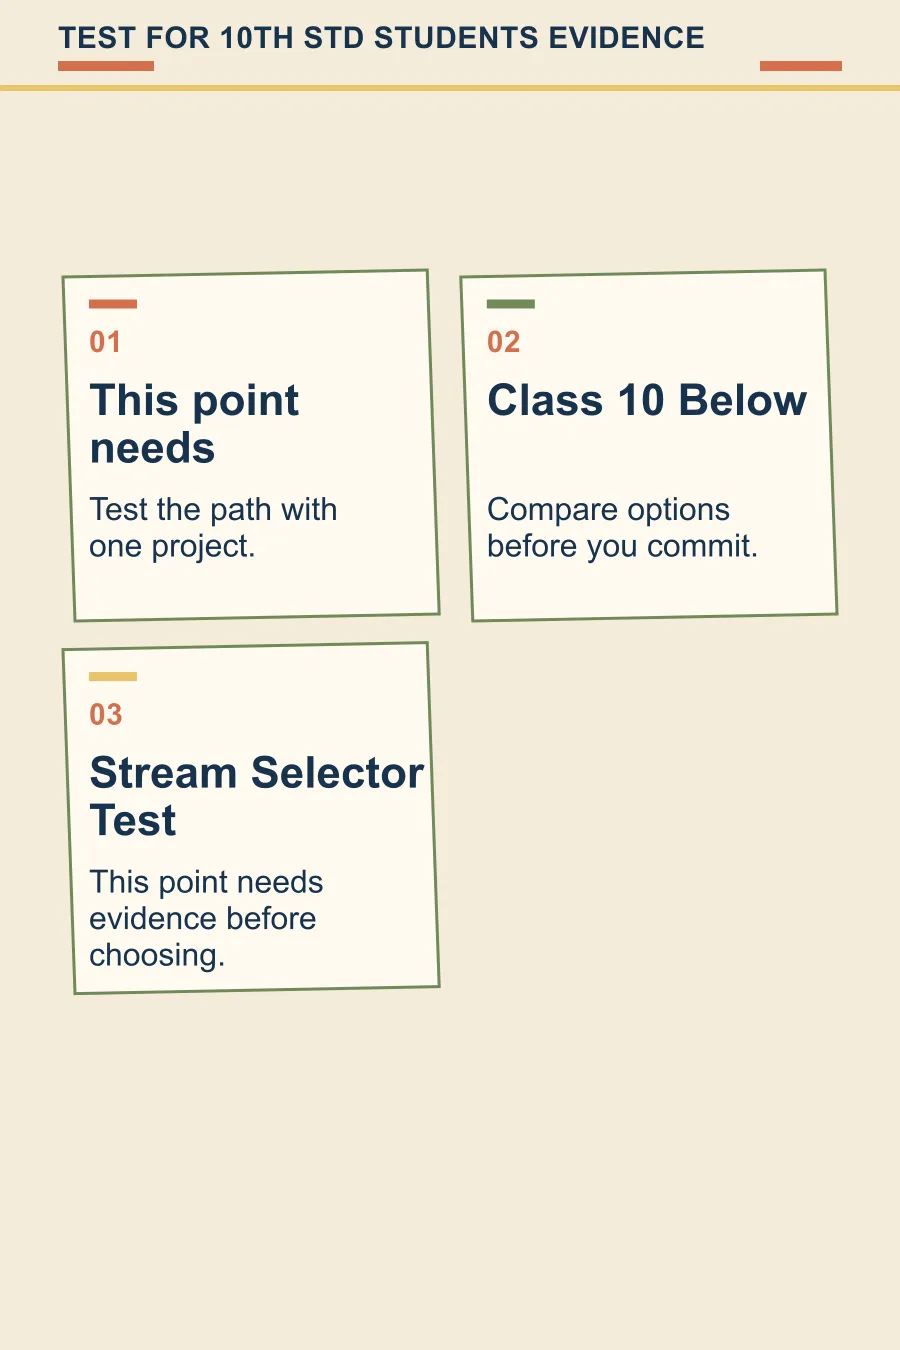 TEST FOR 10TH STD STUDENTS EVIDENCE
01
This point
needs
Test the path with
one project.
02
Class 10 Below
Compare options
before you commit.
03
Stream Selector
Test
This point needs
evidence before
choosing.